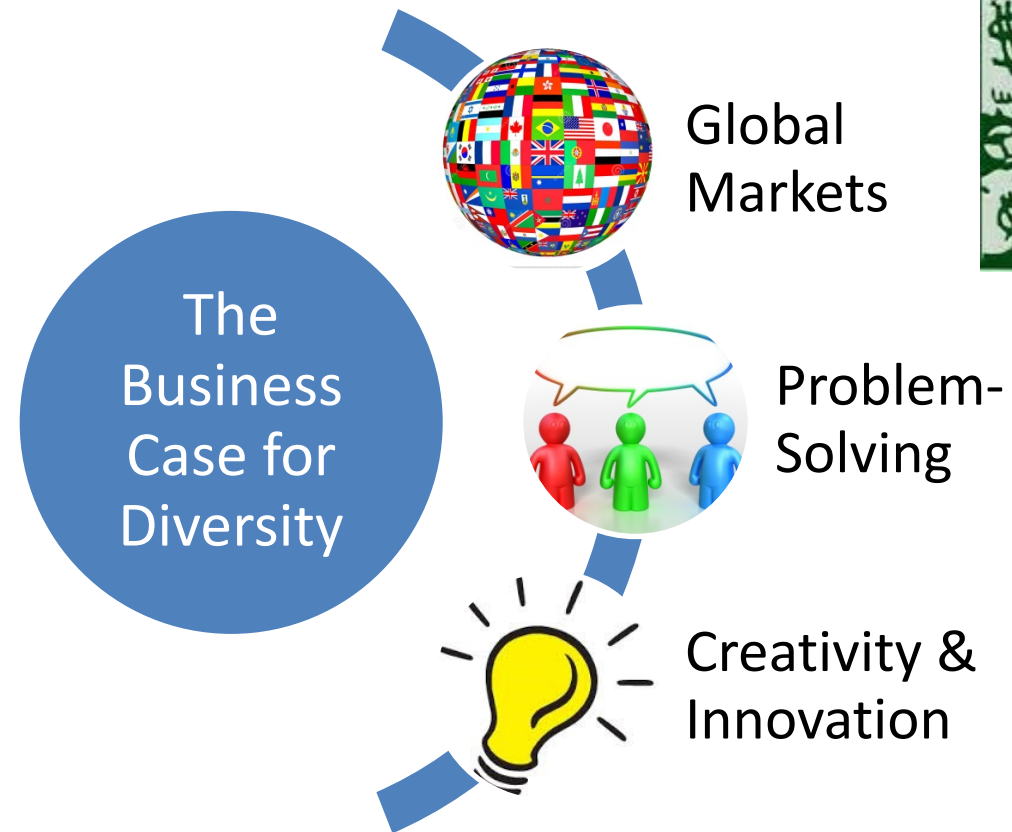 The
Business
Case for
Diversity
Global
Markets
Problem-
Solving
Creativity &
Innovation